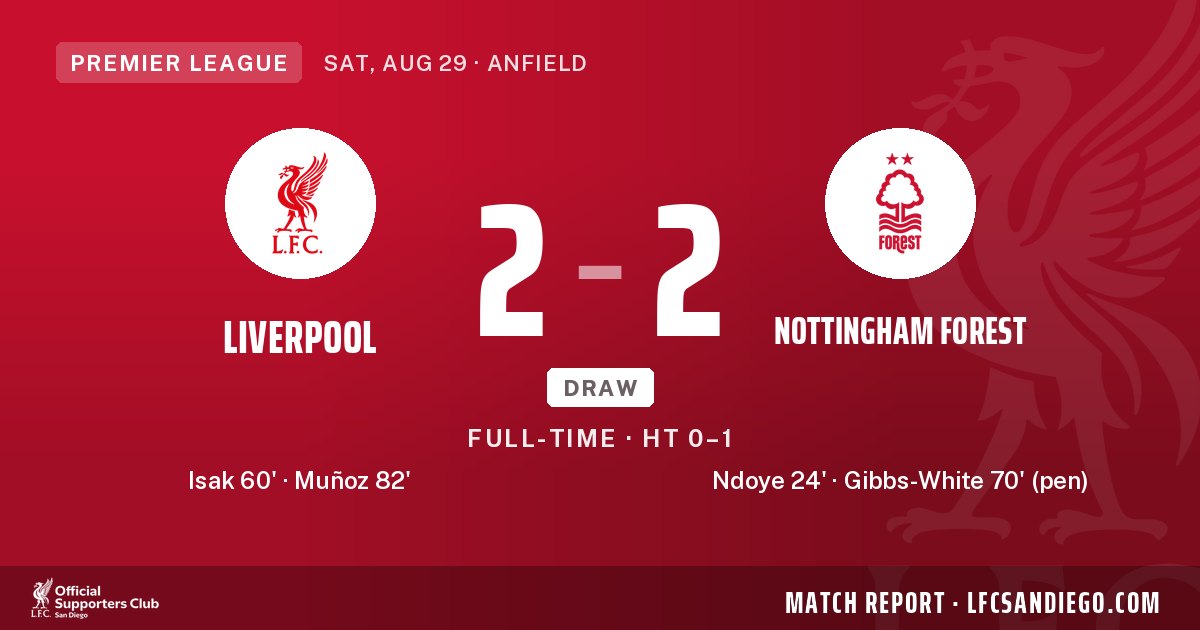 PREMIER LEAGUE SAT, AUG 29 · ANFIELD
L.F.C.
FOREST
2 – 2
LIVERPOOL
NOTTINGHAM FOREST
DRAW
FULL-TIME · HT 0–1
Isak 60' · Muñoz 82'
Ndoye 24' · Gibbs-White 70' (pen)
L.F.C.
Official
Supporters Club
San Diego
MATCH REPORT · LFCSANDIEGO.COM